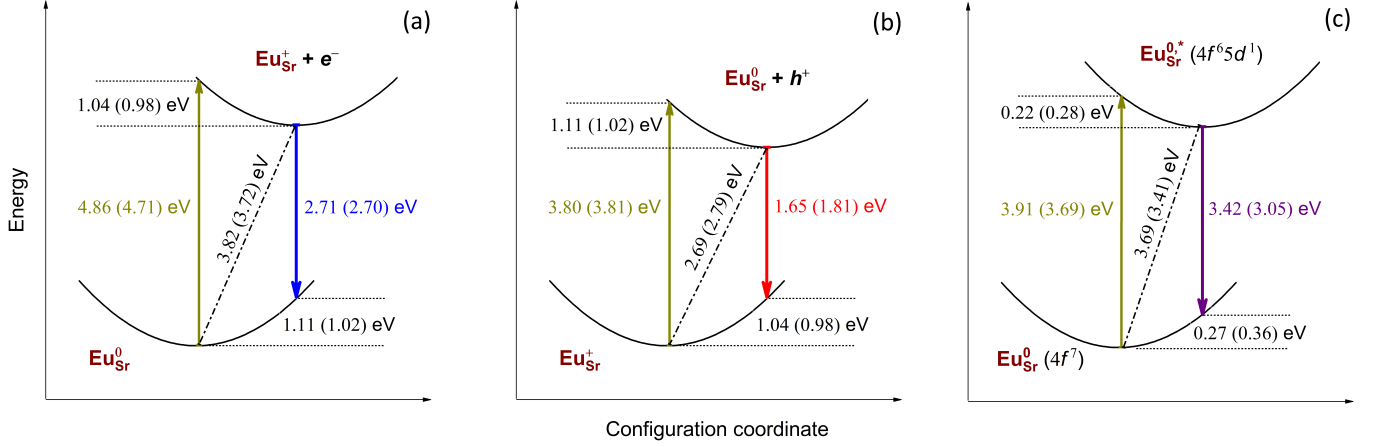 (a)
Eu⁺Sr + e⁻
1.04 (0.98) eV
4.86 (4.71) eV
3.82 (3.72) eV
2.71 (2.70) eV
1.11 (1.02) eV
Eu⁰Sr
(b)
Eu⁰Sr + h⁺
1.11 (1.02) eV
3.80 (3.81) eV
2.69 (2.79) eV
1.65 (1.81) eV
1.04 (0.98) eV
Eu⁺Sr
(c)
Eu⁰,*Sr (4f⁶5d¹)
0.22 (0.28) eV
3.91 (3.69) eV
3.69 (3.41) eV
3.42 (3.05) eV
0.27 (0.36) eV
Eu⁰Sr (4f⁷)
Energy
Configuration coordinate